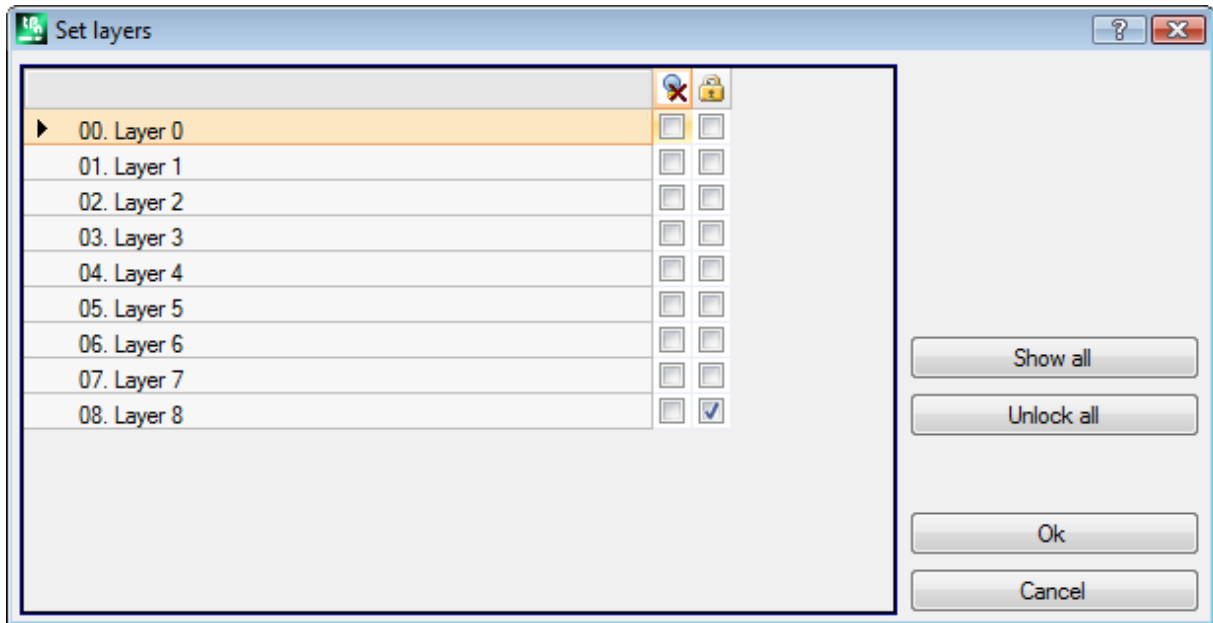 Set layers
00. Layer 0
01. Layer 1
02. Layer 2
03. Layer 3
04. Layer 4
05. Layer 5
06. Layer 6
07. Layer 7
08. Layer 8
Show all
Unlock all
Ok
Cancel